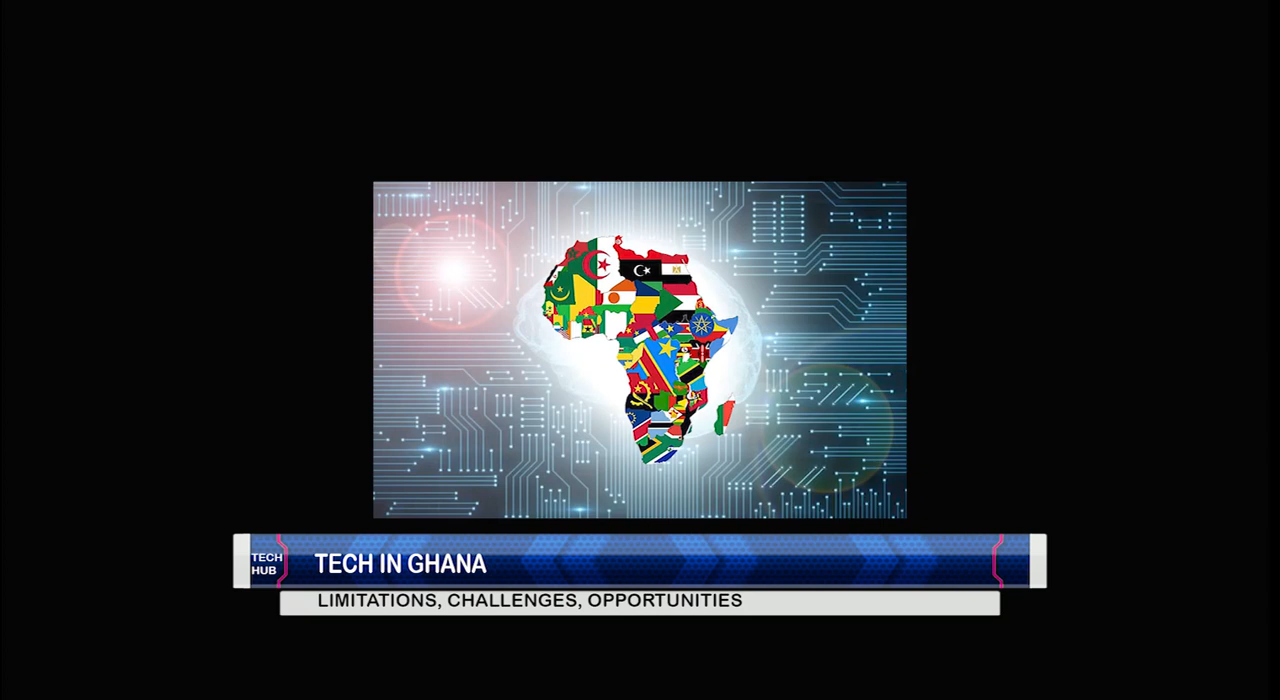 TECH
HUB
TECH IN GHANA
LIMITATIONS, CHALLENGES, OPPORTUNITIES